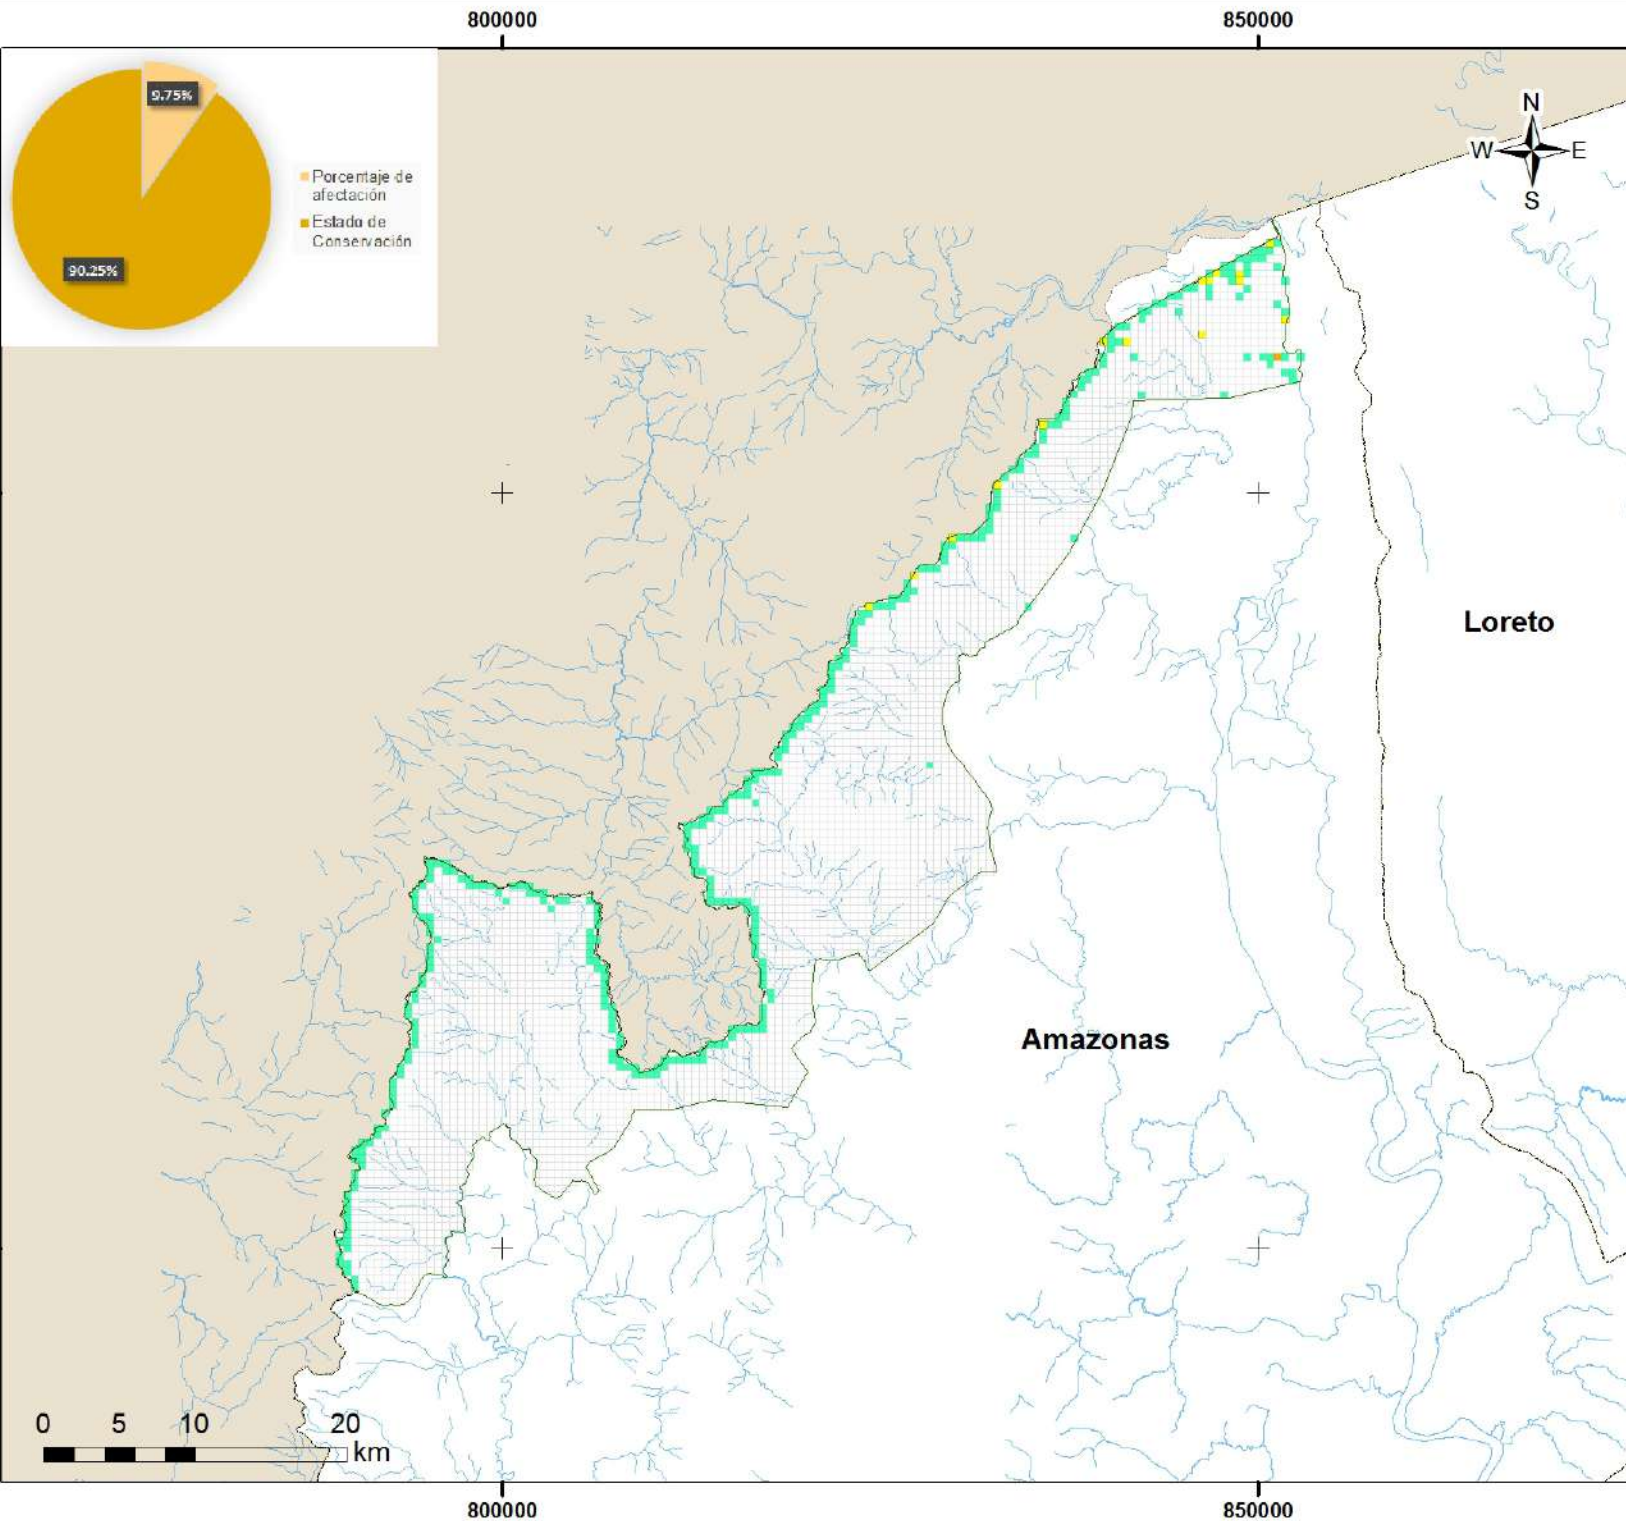 800000 850000
9.75%
Porcentaje de
afectación
Estado de
Conservación
90.25%
N
W E
S
Loreto
Amazonas
0 5 10 20
km
800000 850000